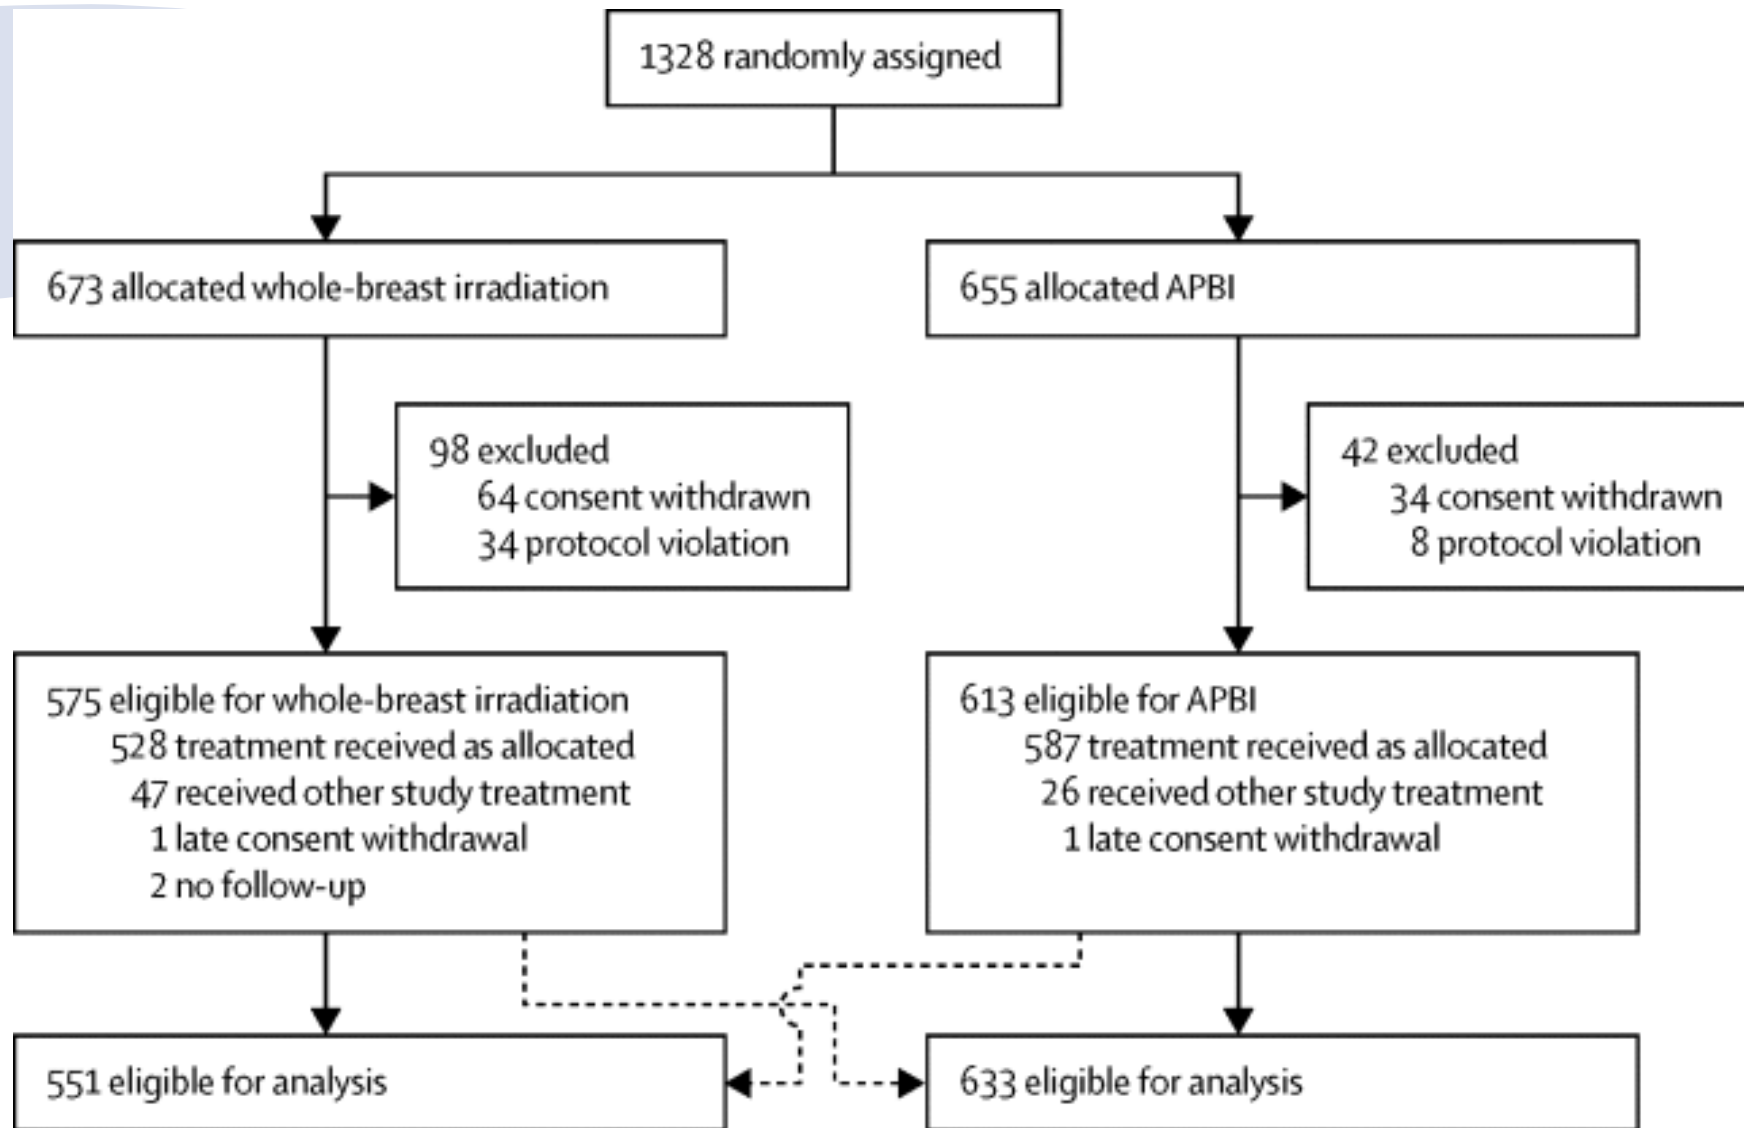 1328 randomly assigned
673 allocated whole-breast irradiation
655 allocated APBI
98 excluded
64 consent withdrawn
34 protocol violation
42 excluded
34 consent withdrawn
8 protocol violation
575 eligible for whole-breast irradiation
528 treatment received as allocated
47 received other study treatment
1 late consent withdrawal
2 no follow-up
613 eligible for APBI
587 treatment received as allocated
26 received other study treatment
1 late consent withdrawal
551 eligible for analysis
633 eligible for analysis